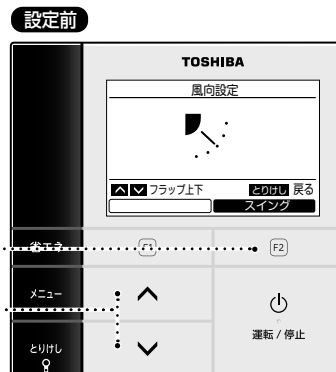 設定前
TOSHIBA
風向設定
フラップ上下 とりけし 戻る
スイング
省エネ F1 F2
メニュー
運転 / 停止
とりけし